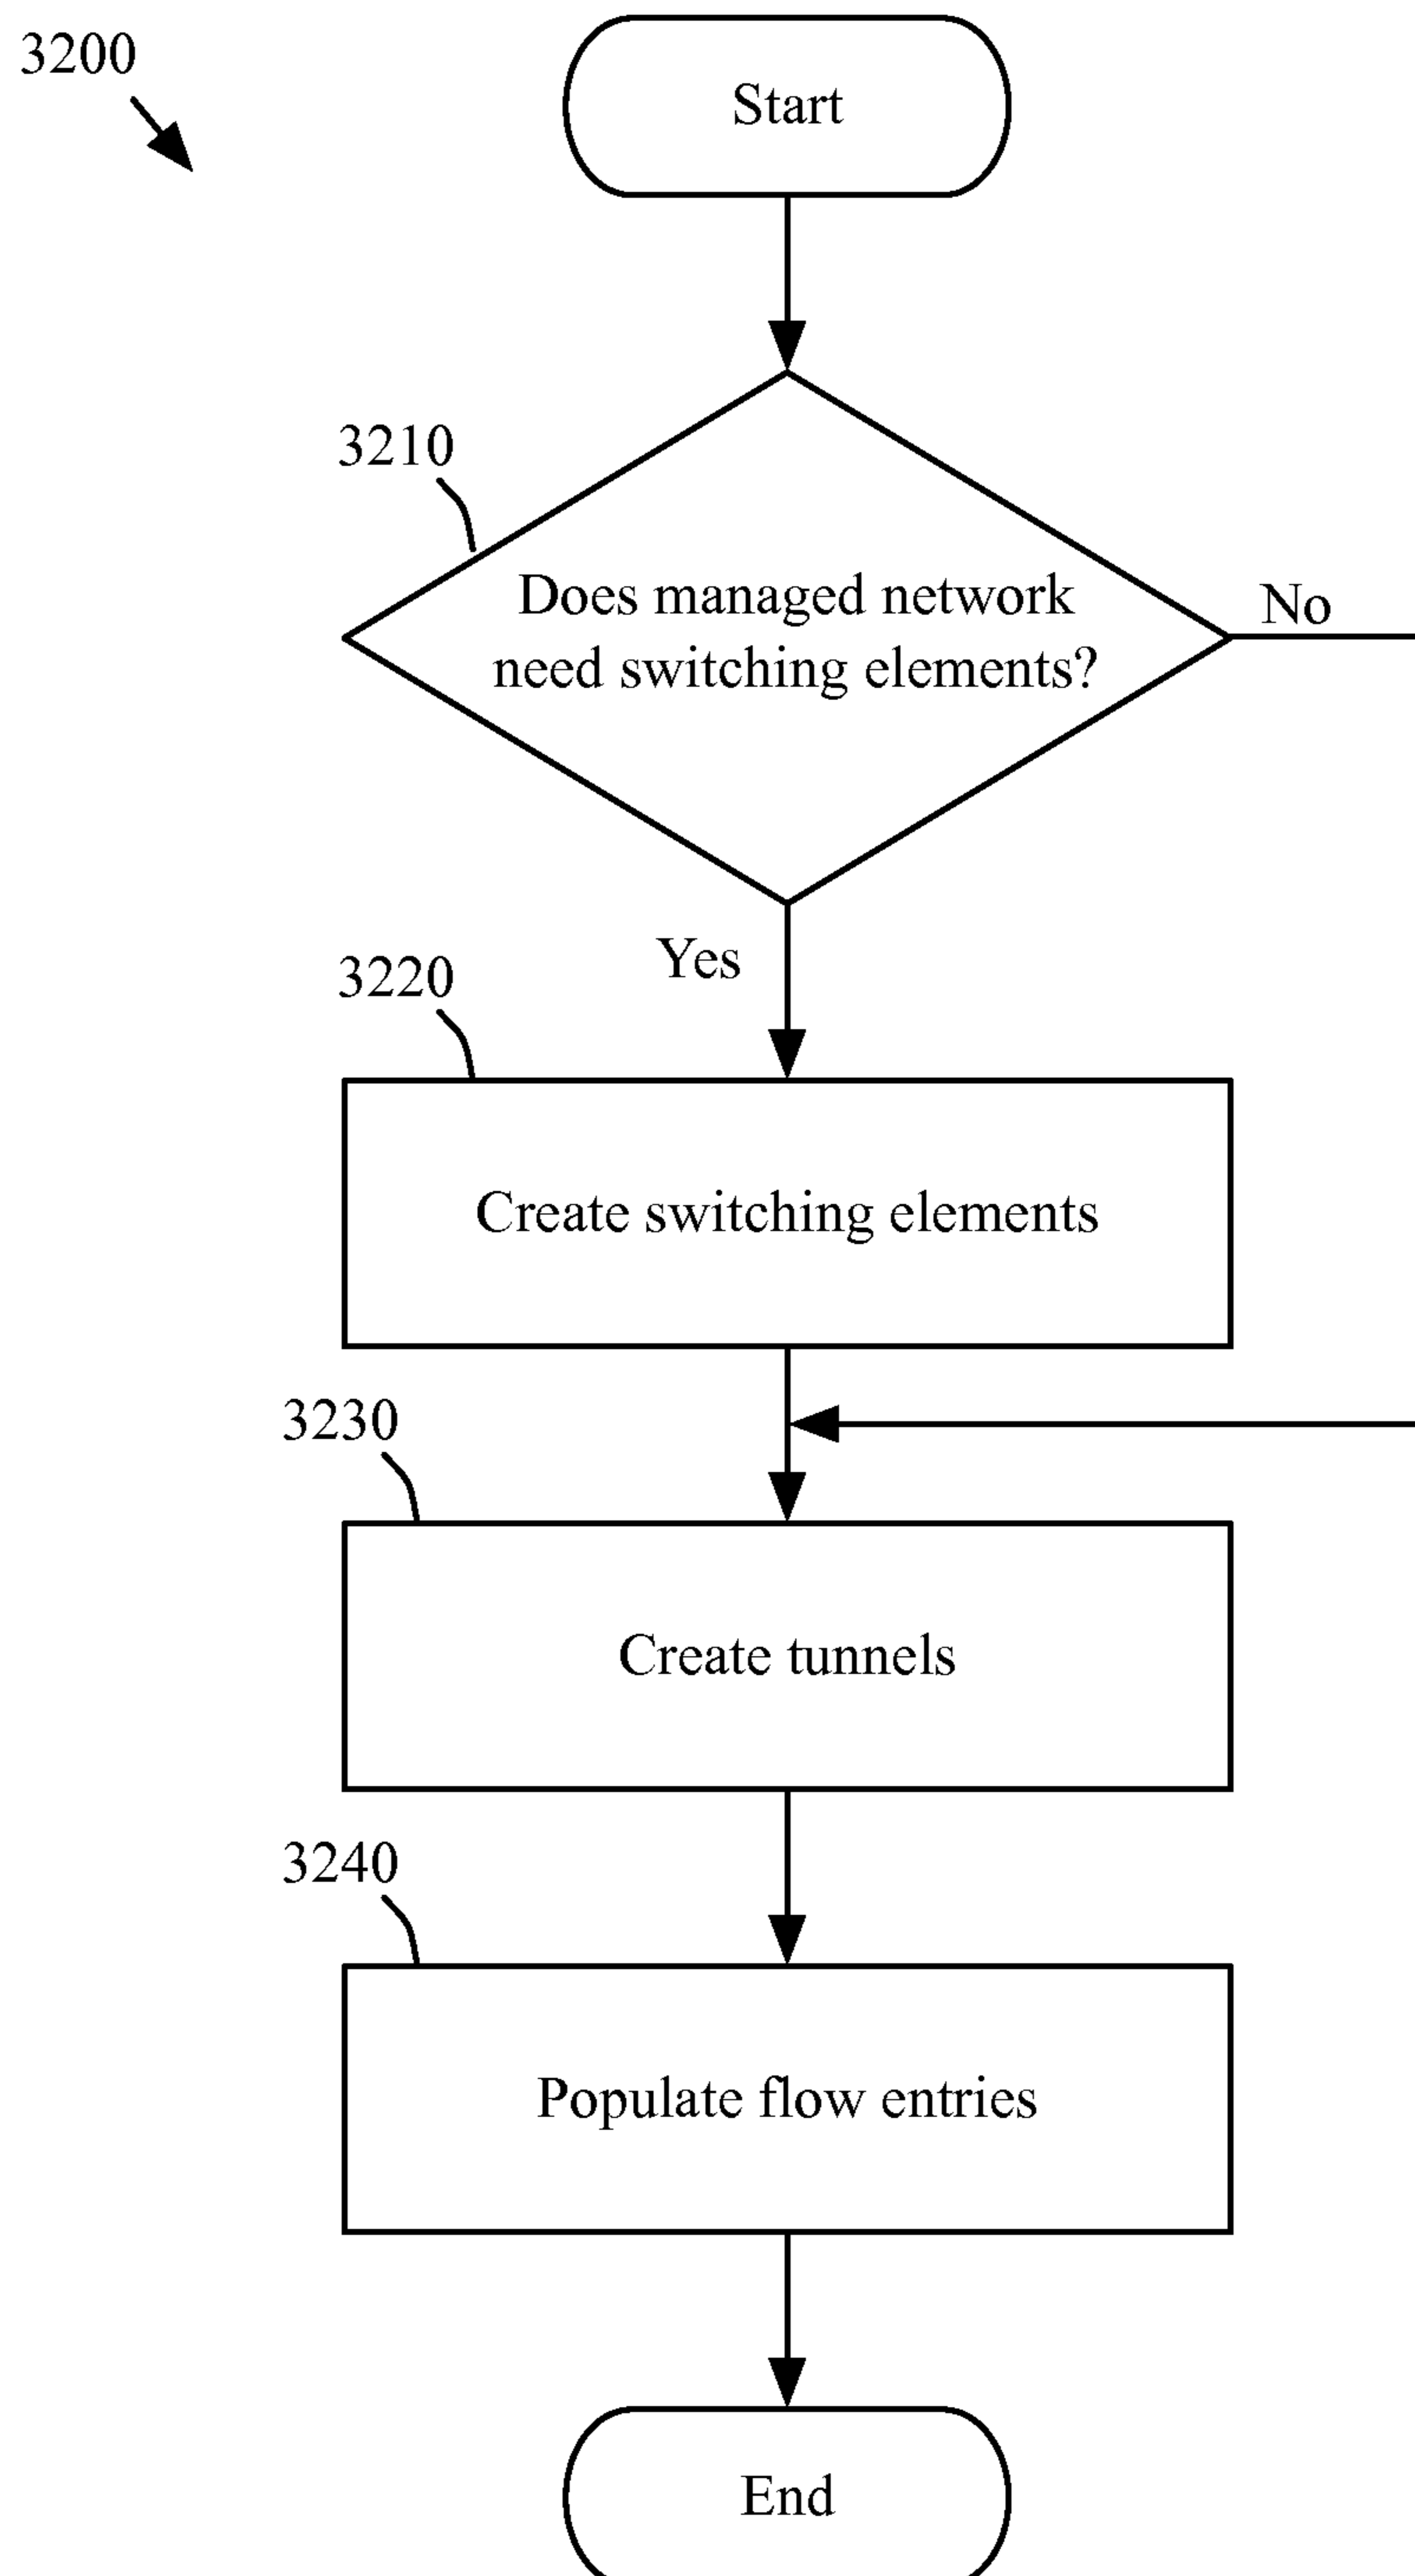 3200
Start
3210
Does managed network
need switching elements?
No
Yes
3220
Create switching elements
3230
Create tunnels
3240
Populate flow entries
End